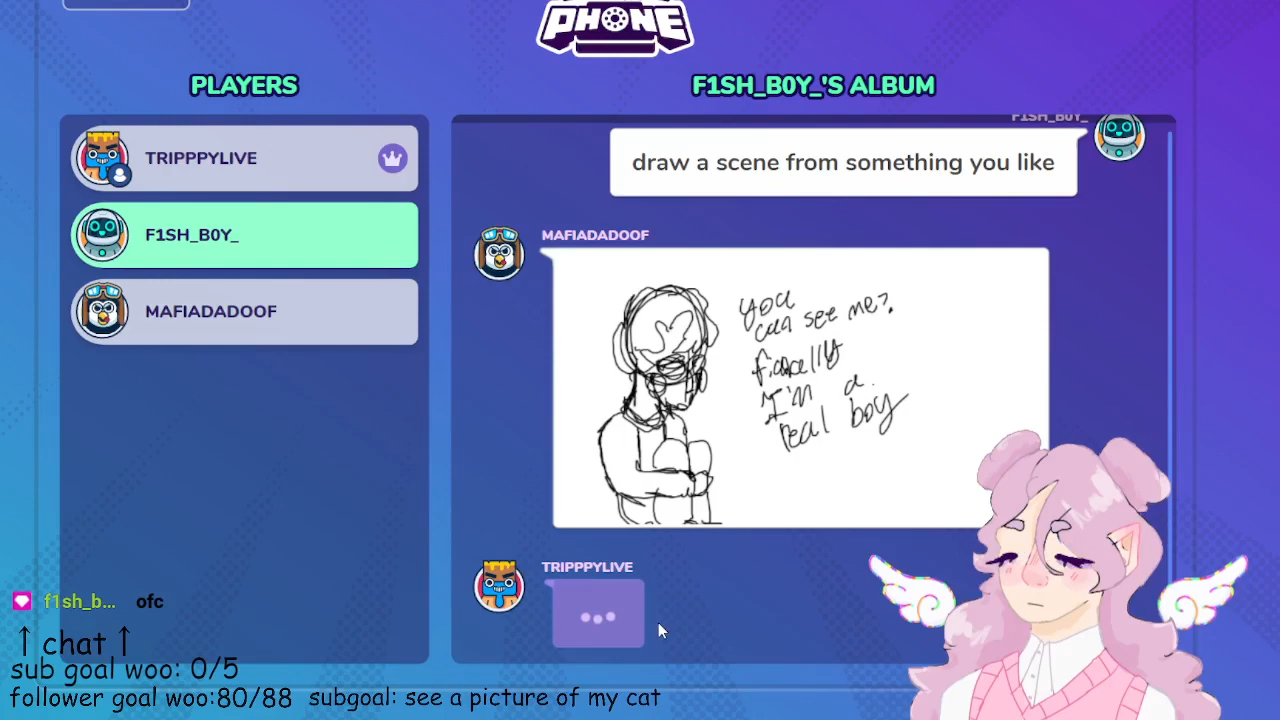 PHONE
PLAYERS
TRIPPPYLIVE
F1SH_B0Y_
MAFIADADOOF
F1SH_B0Y_'S ALBUM
F1SH_B0Y_
draw a scene from something you like
MAFIADADOOF
you
can see me?
finally
I'm a
real boy
TRIPPPYLIVE
f1sh_b... ofc
↑ chat ↑
sub goal woo: 0/5
follower goal woo:80/88 subgoal: see a picture of my cat